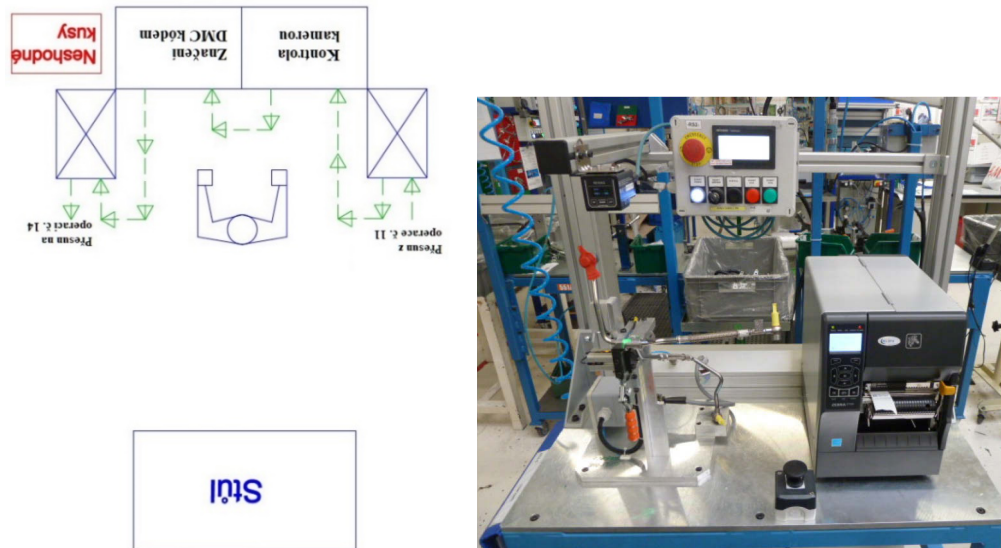 Neshodné
kusy
Značení
DMC kódem
Kontrola
kamerou
Přesun na
operaci č. 14
Přesun z
operace č. 11
Stůl